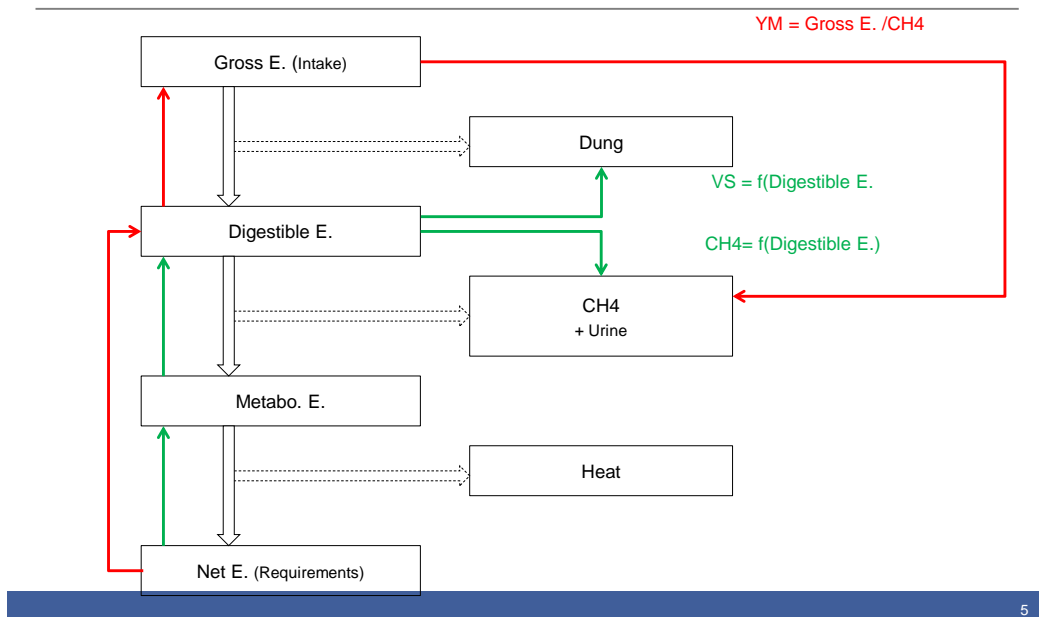 YM = Gross E. /CH4
Gross E. (Intake)
Dung
VS = f(Digestible E.
Digestible E.
CH4= f(Digestible E.)
CH4
+ Urine
Metabo. E.
Heat
Net E. (Requirements)
5